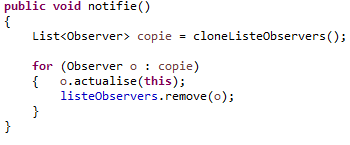 public void notifie()
{
    List<Observer> copie = cloneListeObservers();
    for (Observer o : copie)
    {   o.actualise(this);
        listeObservers.remove(o);
    }
}